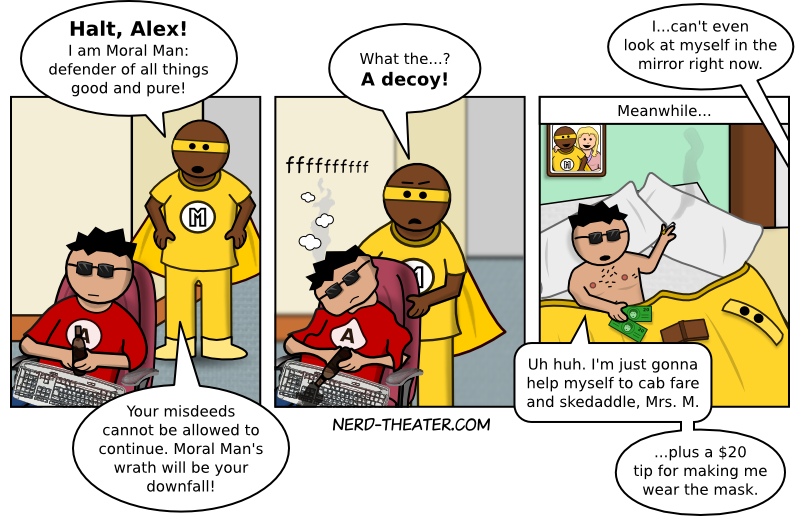 Halt, Alex!
I am Moral Man:
defender of all things
good and pure!
M
A
Your misdeeds
cannot be allowed to
continue. Moral Man's
wrath will be your
downfall!
What the...?
A decoy!
ffffffffff
M
A
I...can't even
look at myself in the
mirror right now.
Meanwhile...
M
Uh huh. I'm just gonna
help myself to cab fare
and skedaddle, Mrs. M.
...plus a $20
tip for making me
wear the mask.
NERD-THEATER.COM